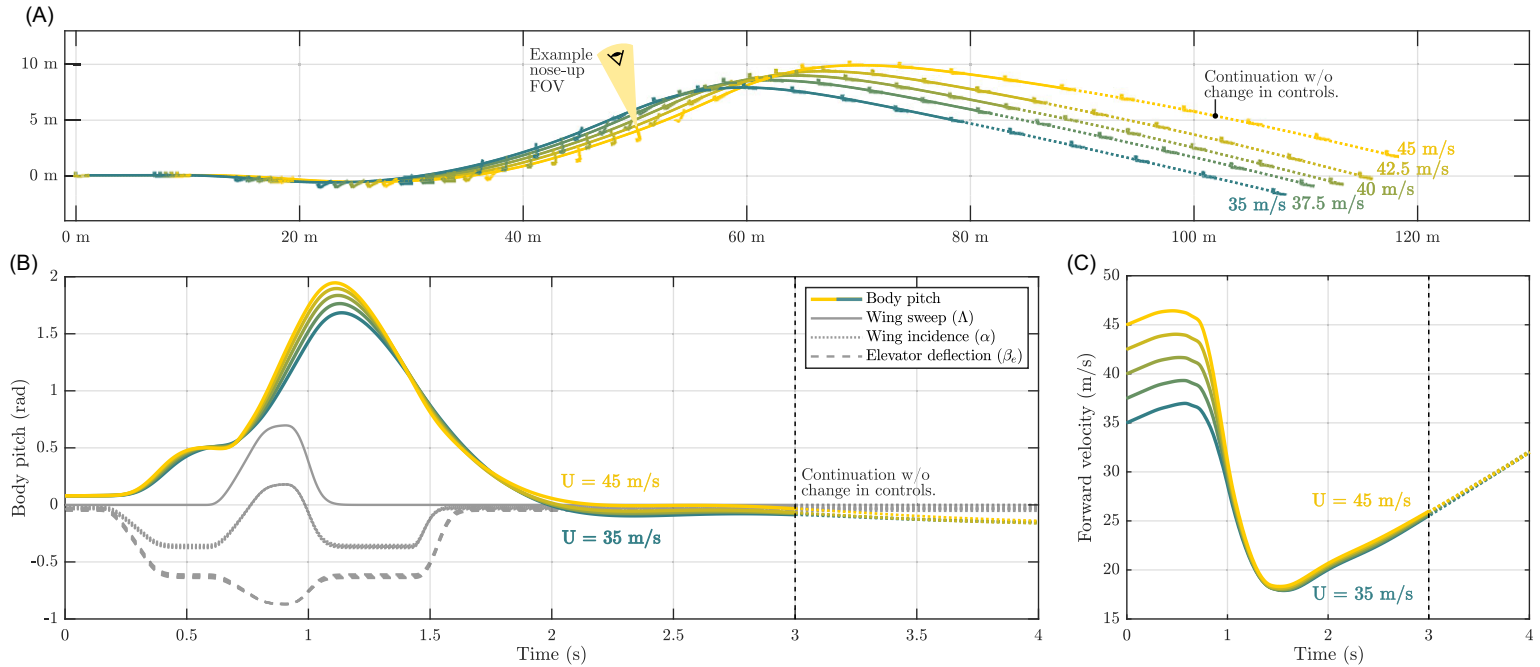 (A)
10 m
5 m
0 m
Example
nose-up
FOV
Continuation w/o
change in controls.
45 m/s
42.5 m/s
40 m/s
37.5 m/s
35 m/s
0 m
20 m
40 m
60 m
80 m
100 m
120 m
(B)
Body pitch (rad)
2
1.5
1
0.5
0
-0.5
-1
Body pitch
Wing sweep (Λ)
Wing incidence (α)
Elevator deflection (βe)
U = 45 m/s
U = 35 m/s
Continuation w/o
change in controls.
0
0.5
1
1.5
2
2.5
3
3.5
4
Time (s)
(C)
Forward velocity (m/s)
50
45
40
35
30
25
20
15
U = 45 m/s
U = 35 m/s
0
1
2
3
4
Time (s)